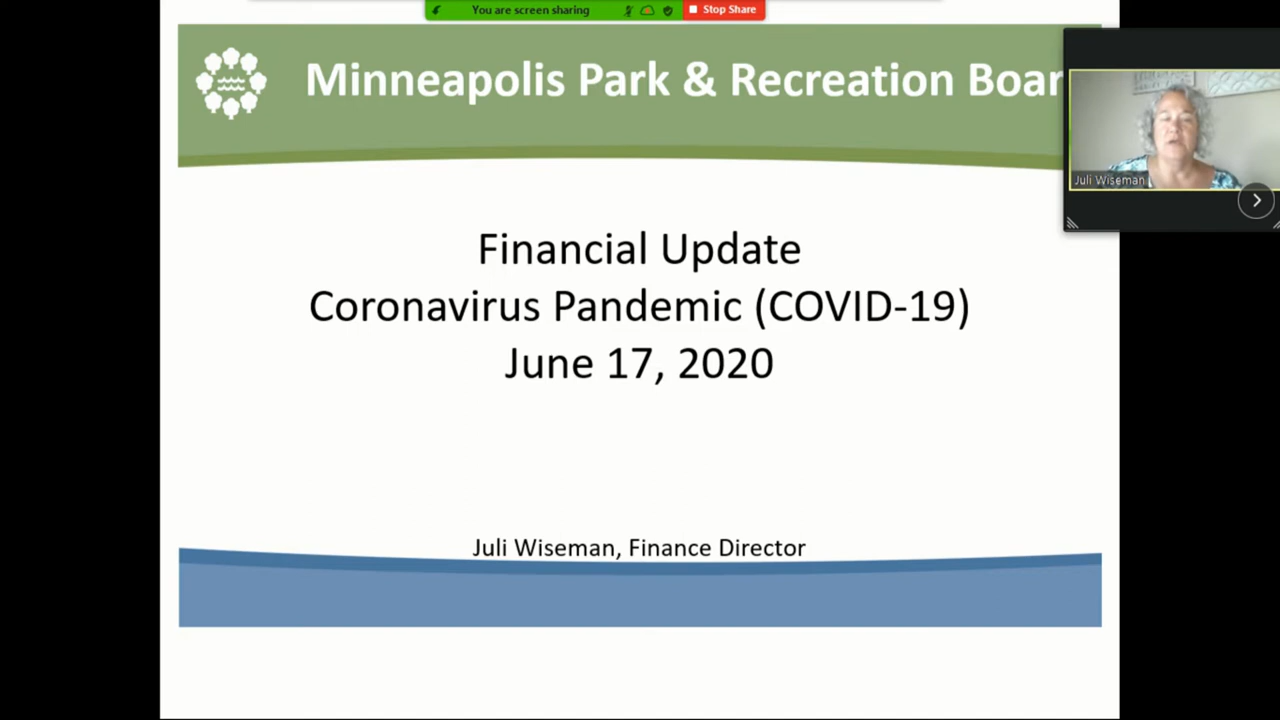 You are screen sharing
Stop Share
Minneapolis Park & Recreation Boar
Juli Wiseman
Financial Update
Coronavirus Pandemic (COVID-19)
June 17, 2020
Juli Wiseman, Finance Director